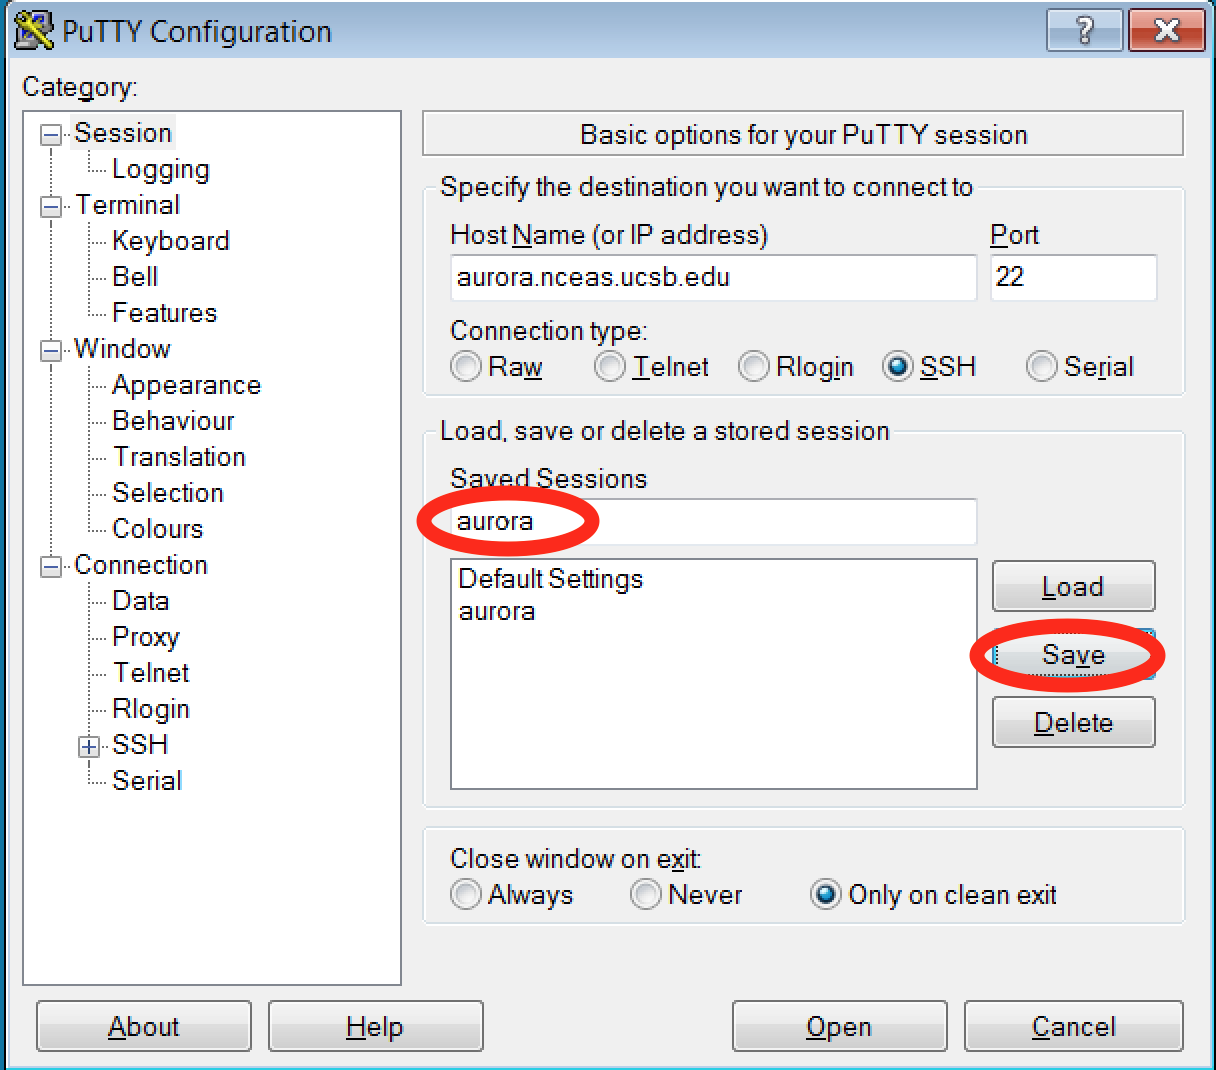 PuTTY Configuration
?
Category:
Session
Logging
Terminal
Keyboard
Bell
Features
Window
Appearance
Behaviour
Translation
Selection
Colours
Connection
Data
Proxy
Telnet
Rlogin
SSH
Serial
Basic options for your PuTTY session
Specify the destination you want to connect to
Host Name (or IP address) Port
aurora.nceas.ucsb.edu 22
Connection type:
Raw Telnet Rlogin SSH Serial
Load, save or delete a stored session
Saved Sessions
aurora
Default Settings
aurora
Load
Save
Delete
Close window on exit:
Always Never Only on clean exit
About Help Open Cancel